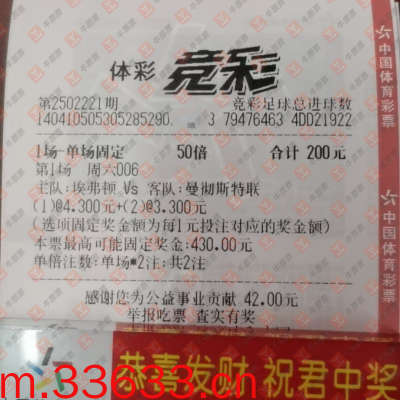 体彩 竞彩
第2502221期 竞彩足球总进球数
140410505305285290. 3 79476463 4DD21922
1场-单场固定 50倍 合计 200元
第1场 周六006
主队:埃弗顿 Vs 客队:曼彻斯特联
(1)@4.300元+(2)@3.300元
(选项固定奖金额为每1元投注对应的奖金额)
本票最高可能固定奖金:430.00元
单倍注数:单场*2注:共2注
感谢您为公益事业贡献 42.00元
举报吃票 查实有奖
恭喜发财 祝君中奖
m.33633.cn
中国体育彩票
中国体育彩票